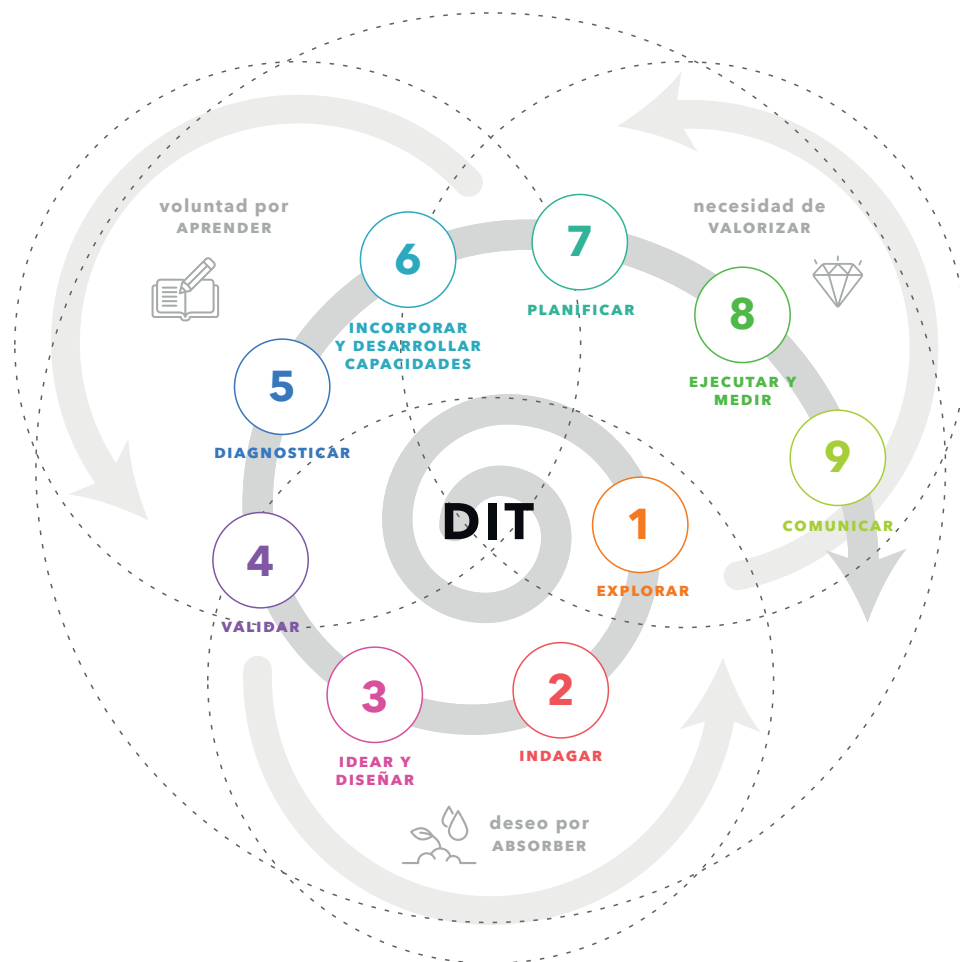 voluntad por
APRENDER
necesidad de
VALORIZAR
6
INCORPORAR
Y DESARROLLAR
CAPACIDADES
7
PLANIFICAR
8
EJECUTAR Y
MEDIR
5
DIAGNOSTICAR
9
COMUNICAR
DIT
1
EXPLORAR
4
VALIDAR
3
IDEAR Y
DISEÑAR
2
INDAGAR
deseo por
ABSORBER